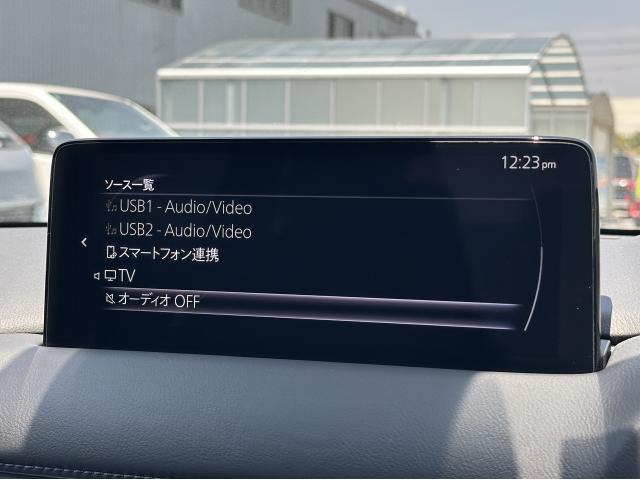 12:23 pm
ソース一覧
USB1 - Audio/Video
USB2 - Audio/Video
スマートフォン連携
TV
オーディオ OFF